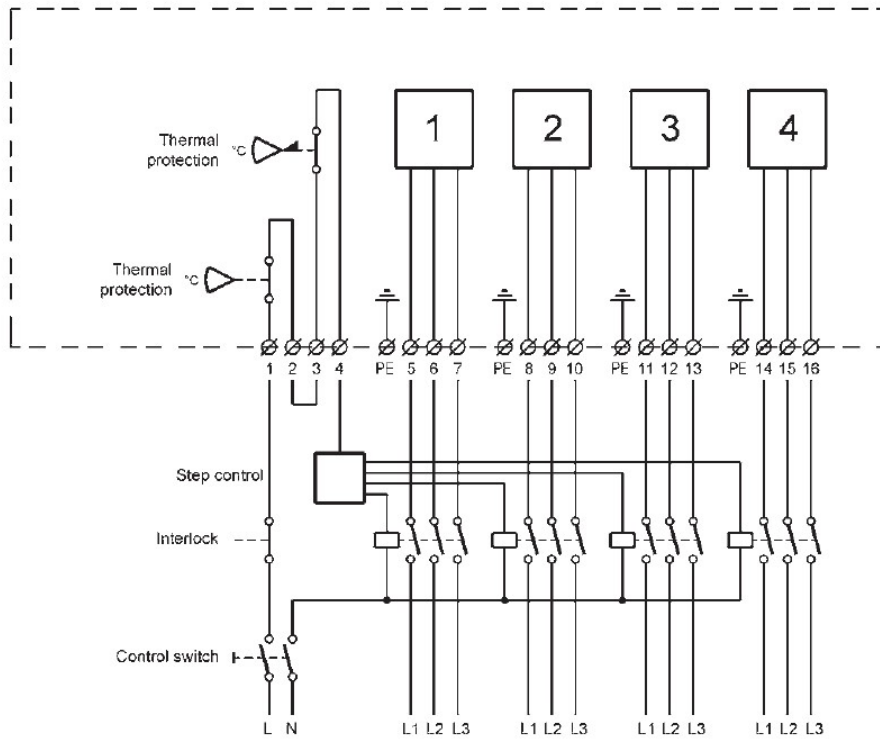 1 2 3 4
Thermal
protection
°C
Thermal
protection
°C
1 2 3 4 PE 5 6 7 PE 8 9 10 PE 11 12 13 PE 14 15 16
Step control
Interlock
Control switch
L N L1 L2 L3 L1 L2 L3 L1 L2 L3 L1 L2 L3